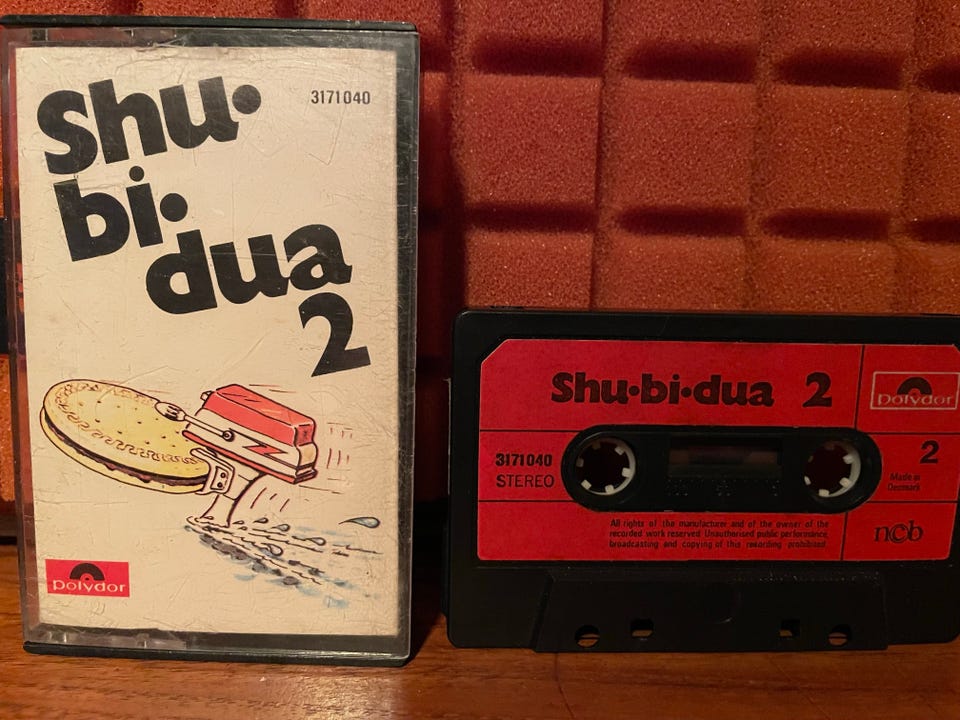 shu·
3171040
bi·
dua
2
polydor
Shu·bi·dua 2
polydor
3171040
STEREO
2
Made in
Denmark
All rights of the manufacturer and of the owner of the
recorded work reserved Unauthorised public performance,
broadcasting and copying of this recording prohibited.
ncb